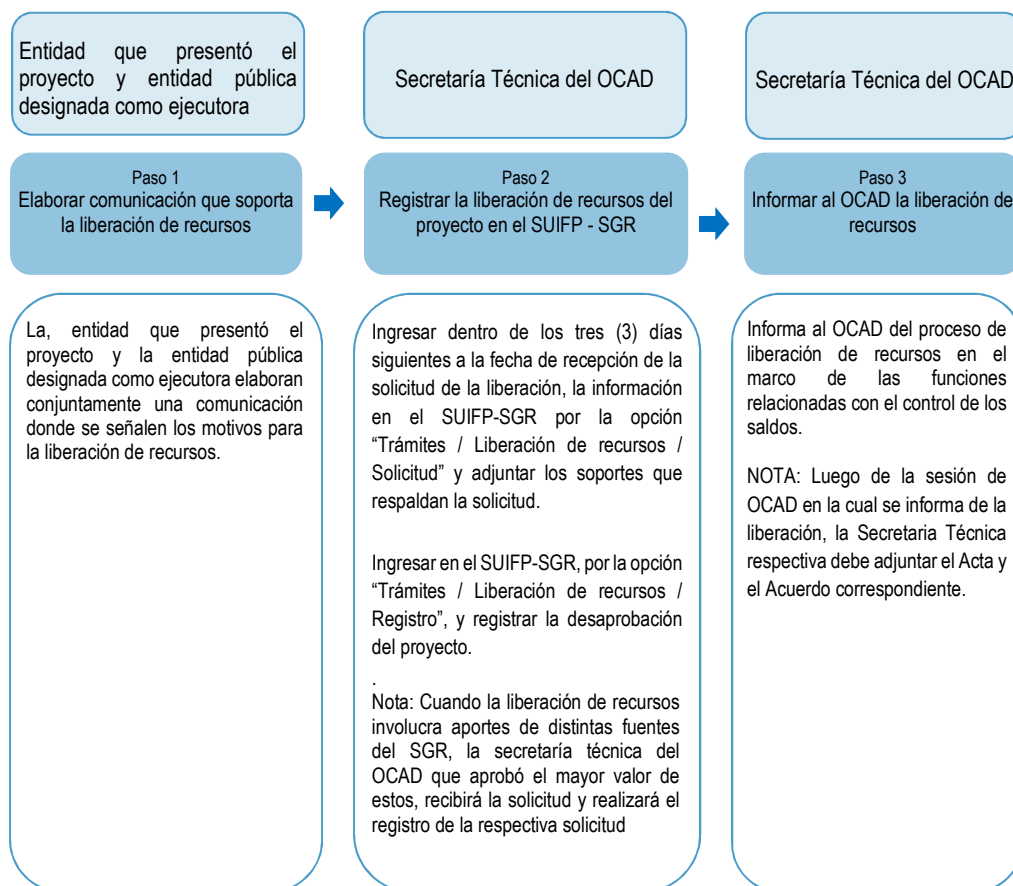 Entidad que presentó el
proyecto y entidad pública
designada como ejecutora
Secretaría Técnica del OCAD
Secretaría Técnica del OCAD
Paso 1
Elaborar comunicación que soporta
la liberación de recursos
Paso 2
Registrar la liberación de recursos del
proyecto en el SUIFP - SGR
Paso 3
Informar al OCAD la liberación de
recursos
La, entidad que presentó el
proyecto y la entidad pública
designada como ejecutora elaboran
conjuntamente una comunicación
donde se señalen los motivos para
la liberación de recursos.
Ingresar dentro de los tres (3) días
siguientes a la fecha de recepción de la
solicitud de la liberación, la información
en el SUIFP-SGR por la opción
“Trámites / Liberación de recursos /
Solicitud” y adjuntar los soportes que
respaldan la solicitud.
Ingresar en el SUIFP-SGR, por la opción
“Trámites / Liberación de recursos /
Registro”, y registrar la desaprobación
del proyecto.
.
Nota: Cuando la liberación de recursos
involucra aportes de distintas fuentes
del SGR, la secretaría técnica del
OCAD que aprobó el mayor valor de
estos, recibirá la solicitud y realizará el
registro de la respectiva solicitud
Informa al OCAD del proceso de
liberación de recursos en el
marco de las funciones
relacionadas con el control de los
saldos.
NOTA: Luego de la sesión de
OCAD en la cual se informa de la
liberación, la Secretaria Técnica
respectiva debe adjuntar el Acta y
el Acuerdo correspondiente.